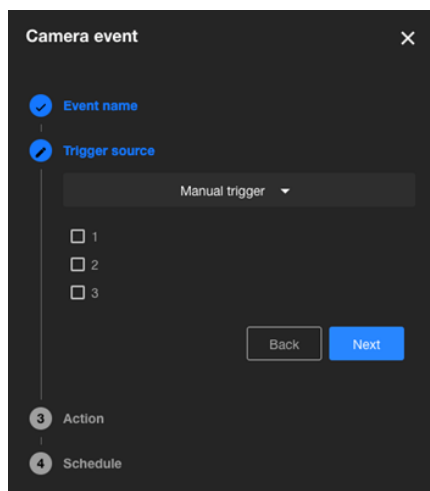 Camera event
Event name
Trigger source
Manual trigger
1
2
3
Back Next
3 Action
4 Schedule